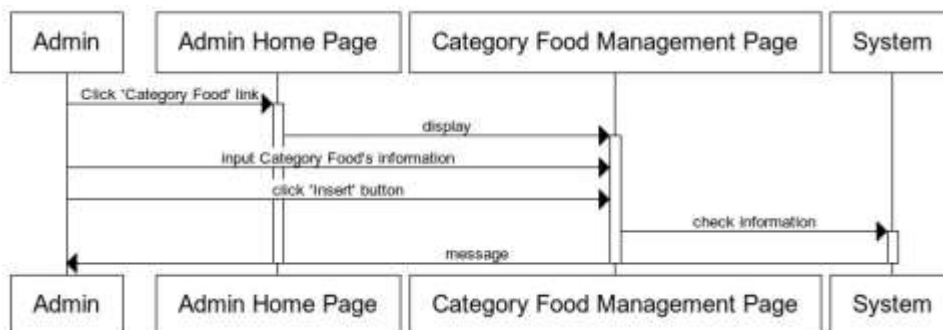 Admin
Admin Home Page
Category Food Management Page
System
Click 'Category Food' link
display
input Category Food's information
click 'Insert' button
check information
message
Admin
Admin Home Page
Category Food Management Page
System